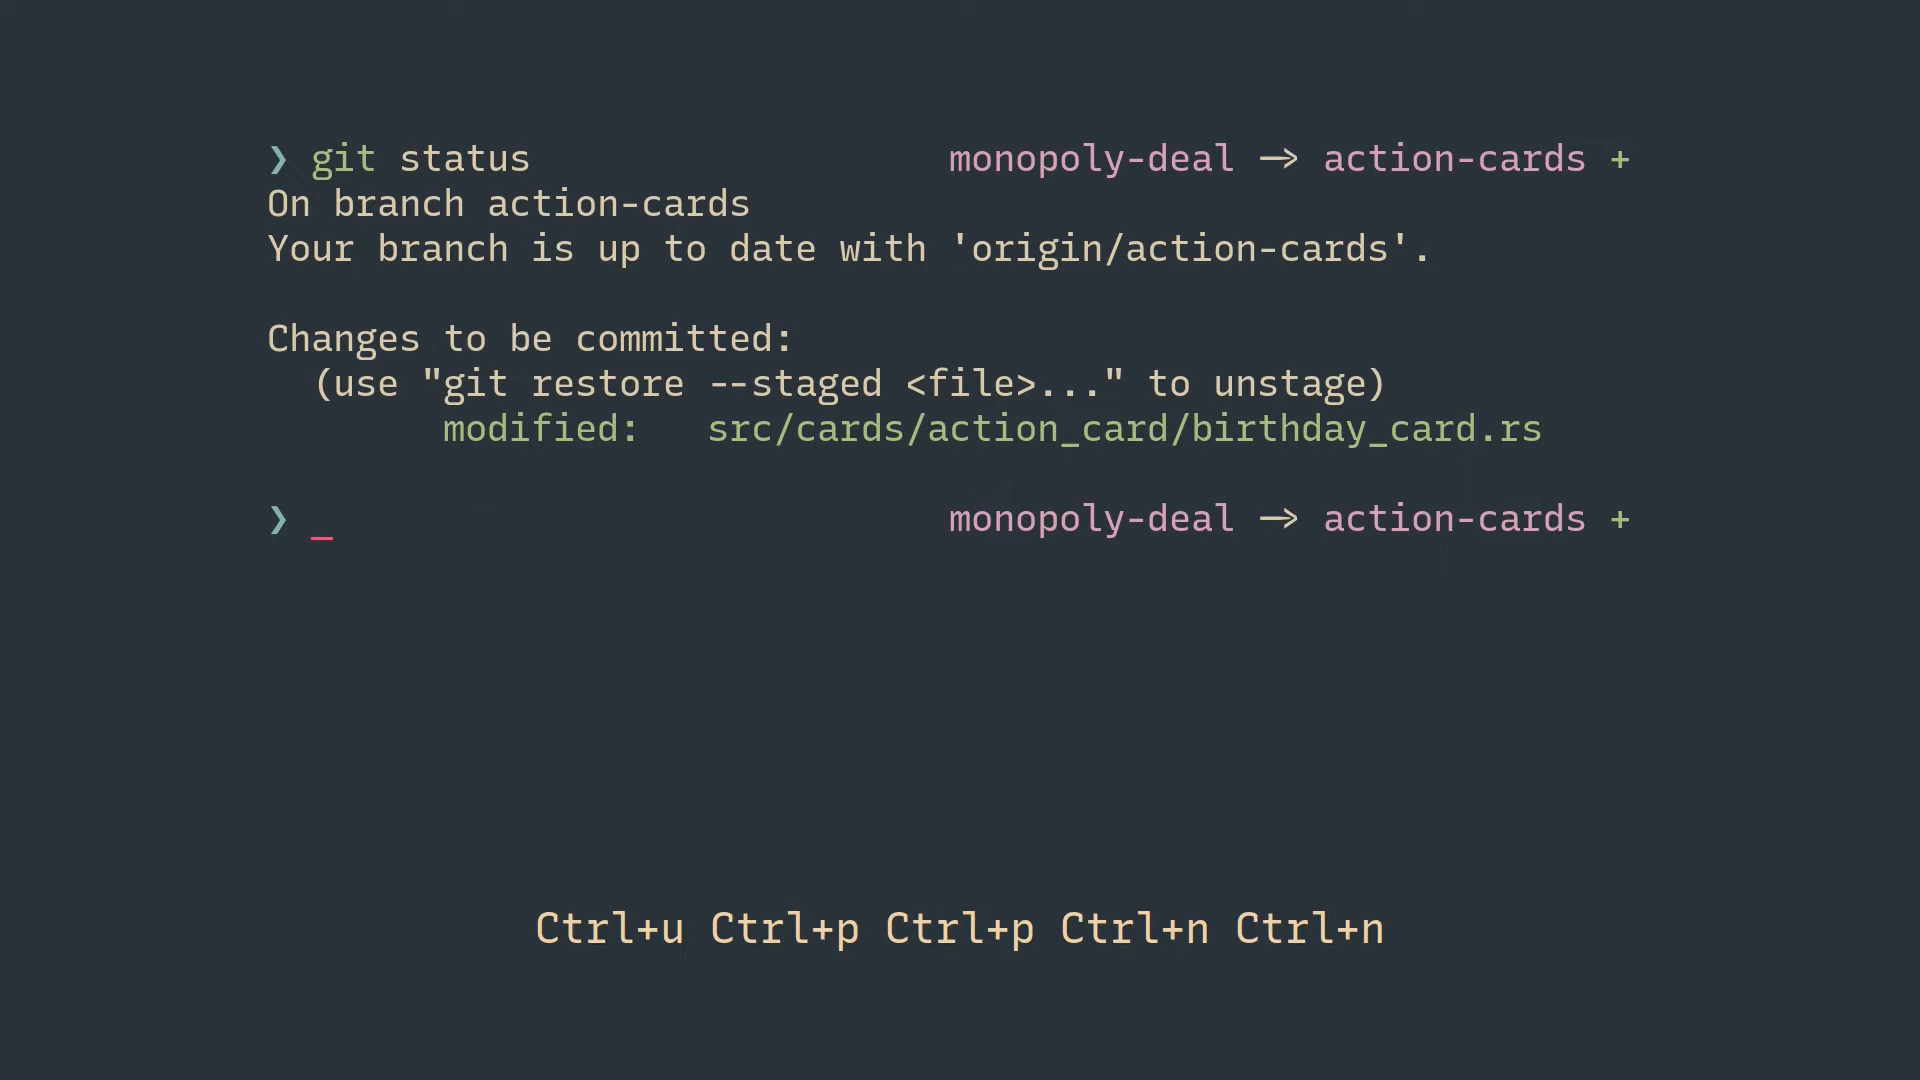 ❯ git status monopoly-deal -> action-cards +
On branch action-cards
Your branch is up to date with 'origin/action-cards'.
Changes to be committed:
(use "git restore --staged <file>..." to unstage)
modified: src/cards/action_card/birthday_card.rs
❯ _ monopoly-deal -> action-cards +
Ctrl+u Ctrl+p Ctrl+p Ctrl+n Ctrl+n